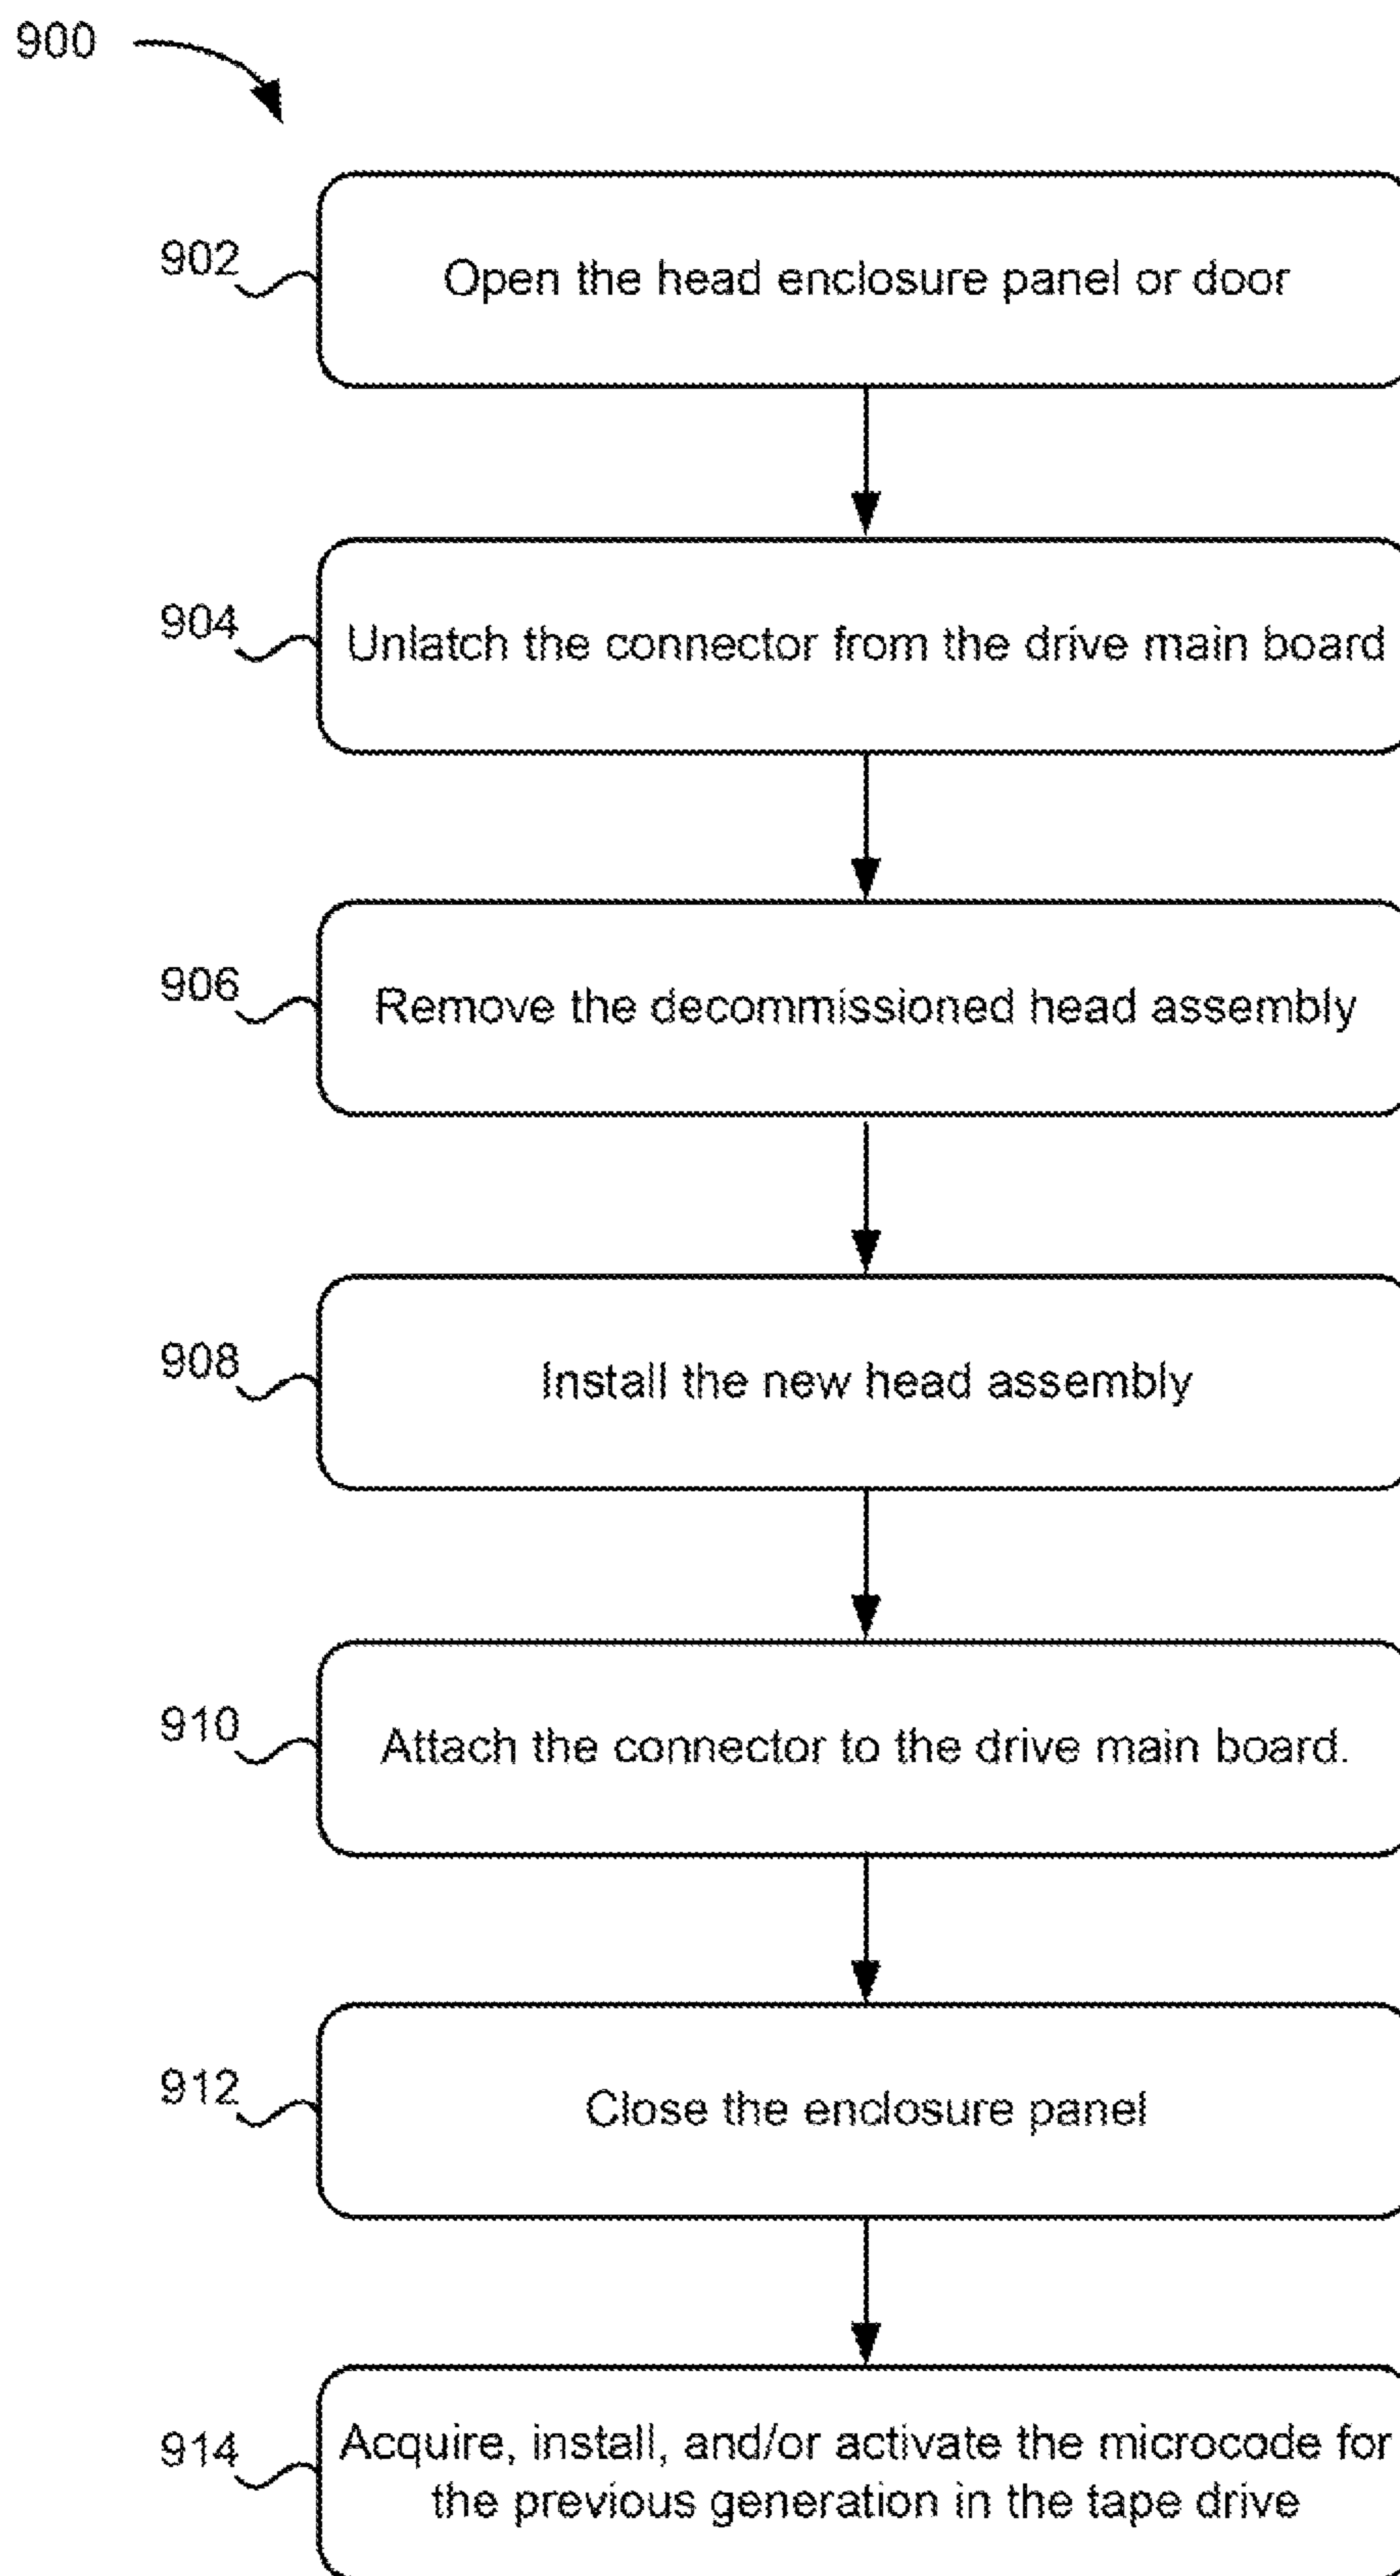 900
902
Open the head enclosure panel or door
904
Unlatch the connector from the drive main board
906
Remove the decommissioned head assembly
908
Install the new head assembly
910
Attach the connector to the drive main board.
912
Close the enclosure panel
914
Acquire, install, and/or activate the microcode for
the previous generation in the tape drive